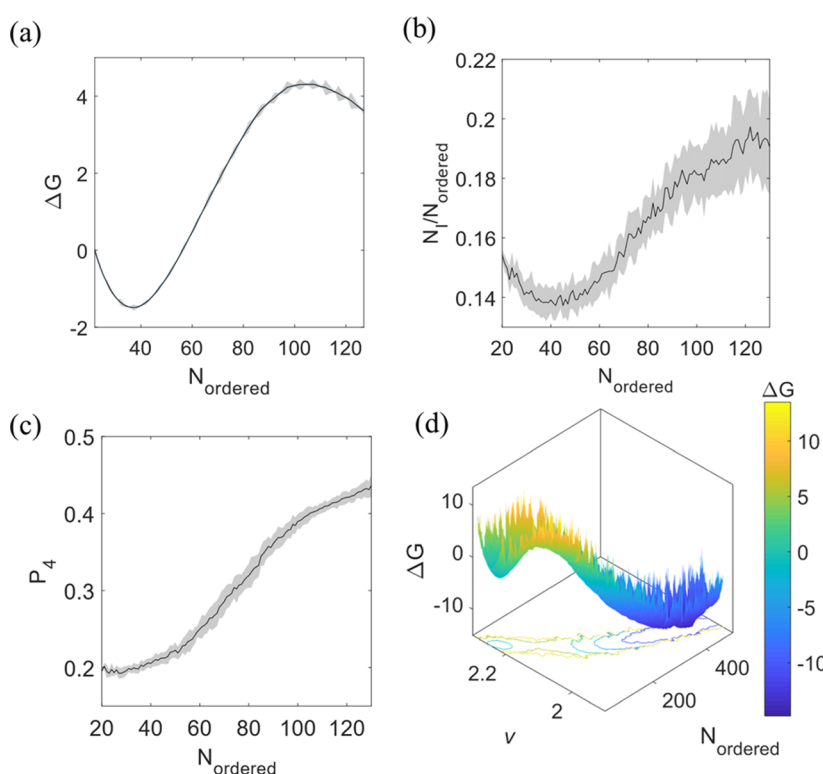 (a)
4
2
0
-2
ΔG
40 60 80 100 120
N_ordered
(b)
0.22
0.2
0.18
0.16
0.14
N_I/N_ordered
20 40 60 80 100 120
N_ordered
(c)
0.5
0.4
0.3
0.2
P_4
20 40 60 80 100 120
N_ordered
(d)
10
0
-10
ΔG
2.2
2
v
200
400
N_ordered
ΔG
10
5
0
-5
-10